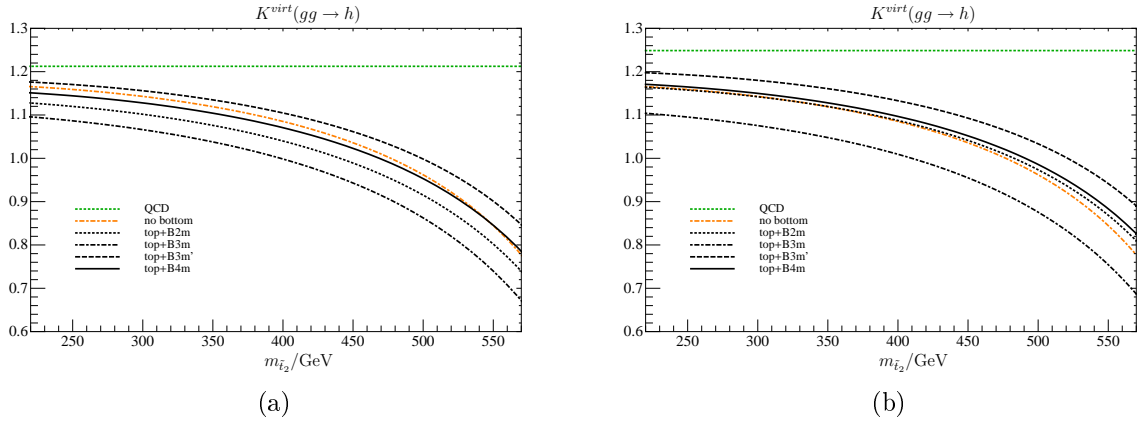 K^{virt}(gg → h)
1.3
1.2
1.1
1.0
0.9
0.8
0.7
0.6
QCD
no bottom
top+B2m
top+B3m
top+B3m'
top+B4m
250 300 350 400 450 500 550
m_{\tilde{t}_2}/GeV
(a)
K^{virt}(gg → h)
1.3
1.2
1.1
1.0
0.9
0.8
0.7
0.6
QCD
no bottom
top+B2m
top+B3m
top+B3m'
top+B4m
250 300 350 400 450 500 550
m_{\tilde{t}_2}/GeV
(b)